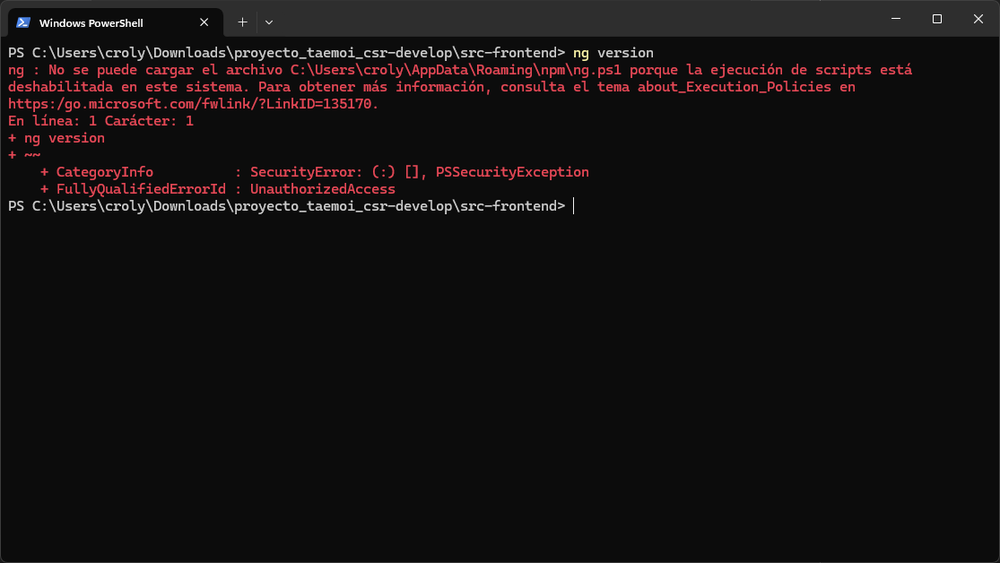 Windows PowerShell
PS C:\Users\croly\Downloads\proyecto_taemoi_csr-develop\src-frontend> ng version
ng : No se puede cargar el archivo C:\Users\croly\AppData\Roaming\npm\ng.ps1 porque la ejecución de scripts está
deshabilitada en este sistema. Para obtener más información, consulta el tema about_Execution_Policies en
https:/go.microsoft.com/fwlink/?LinkID=135170.
En línea: 1 Carácter: 1
+ ng version
+ ~~
    + CategoryInfo          : SecurityError: (:) [], PSSecurityException
    + FullyQualifiedErrorId : UnauthorizedAccess
PS C:\Users\croly\Downloads\proyecto_taemoi_csr-develop\src-frontend>